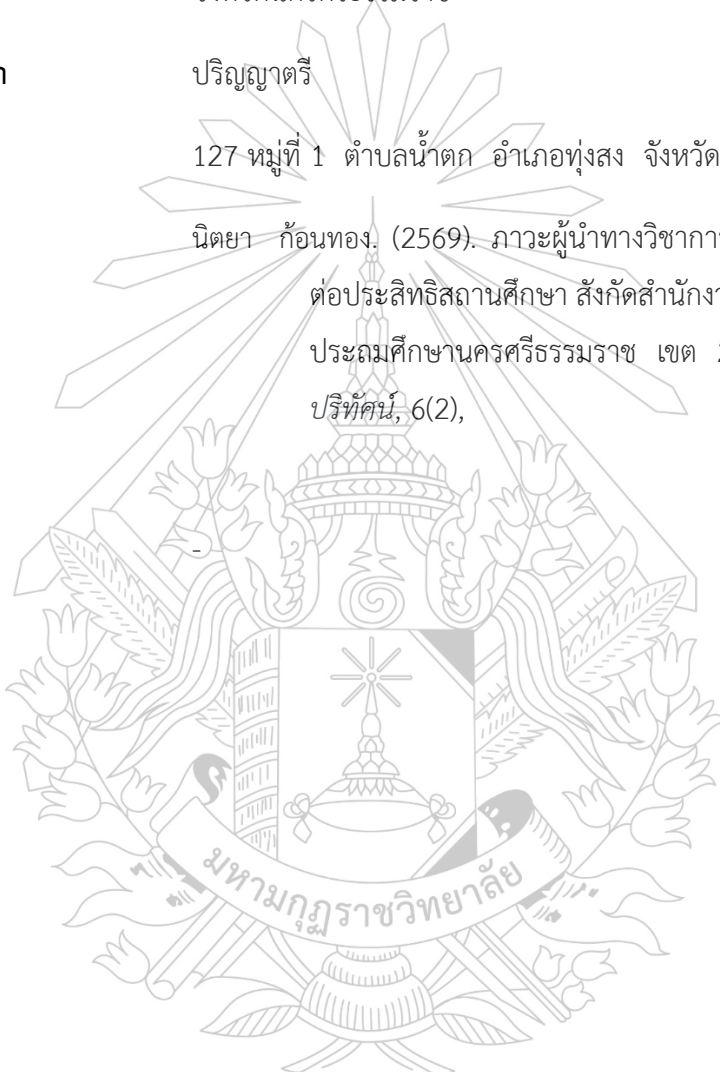 ปริญญาตรี
127 หมู่ที่ 1 ตำบลน้ำตก อำเภอทุ่งสง จังหวัด
นิตยา ก้อนทอง. (2569). ภาวะผู้นำทางวิชาการ
ต่อประสิทธิสถานศึกษา สังกัดสำนักงา
ประถมศึกษานครศรีธรรมราช เขต 2
ปริทัศน์, 6(2),
-
มหามกุฏราชวิทยาลัย